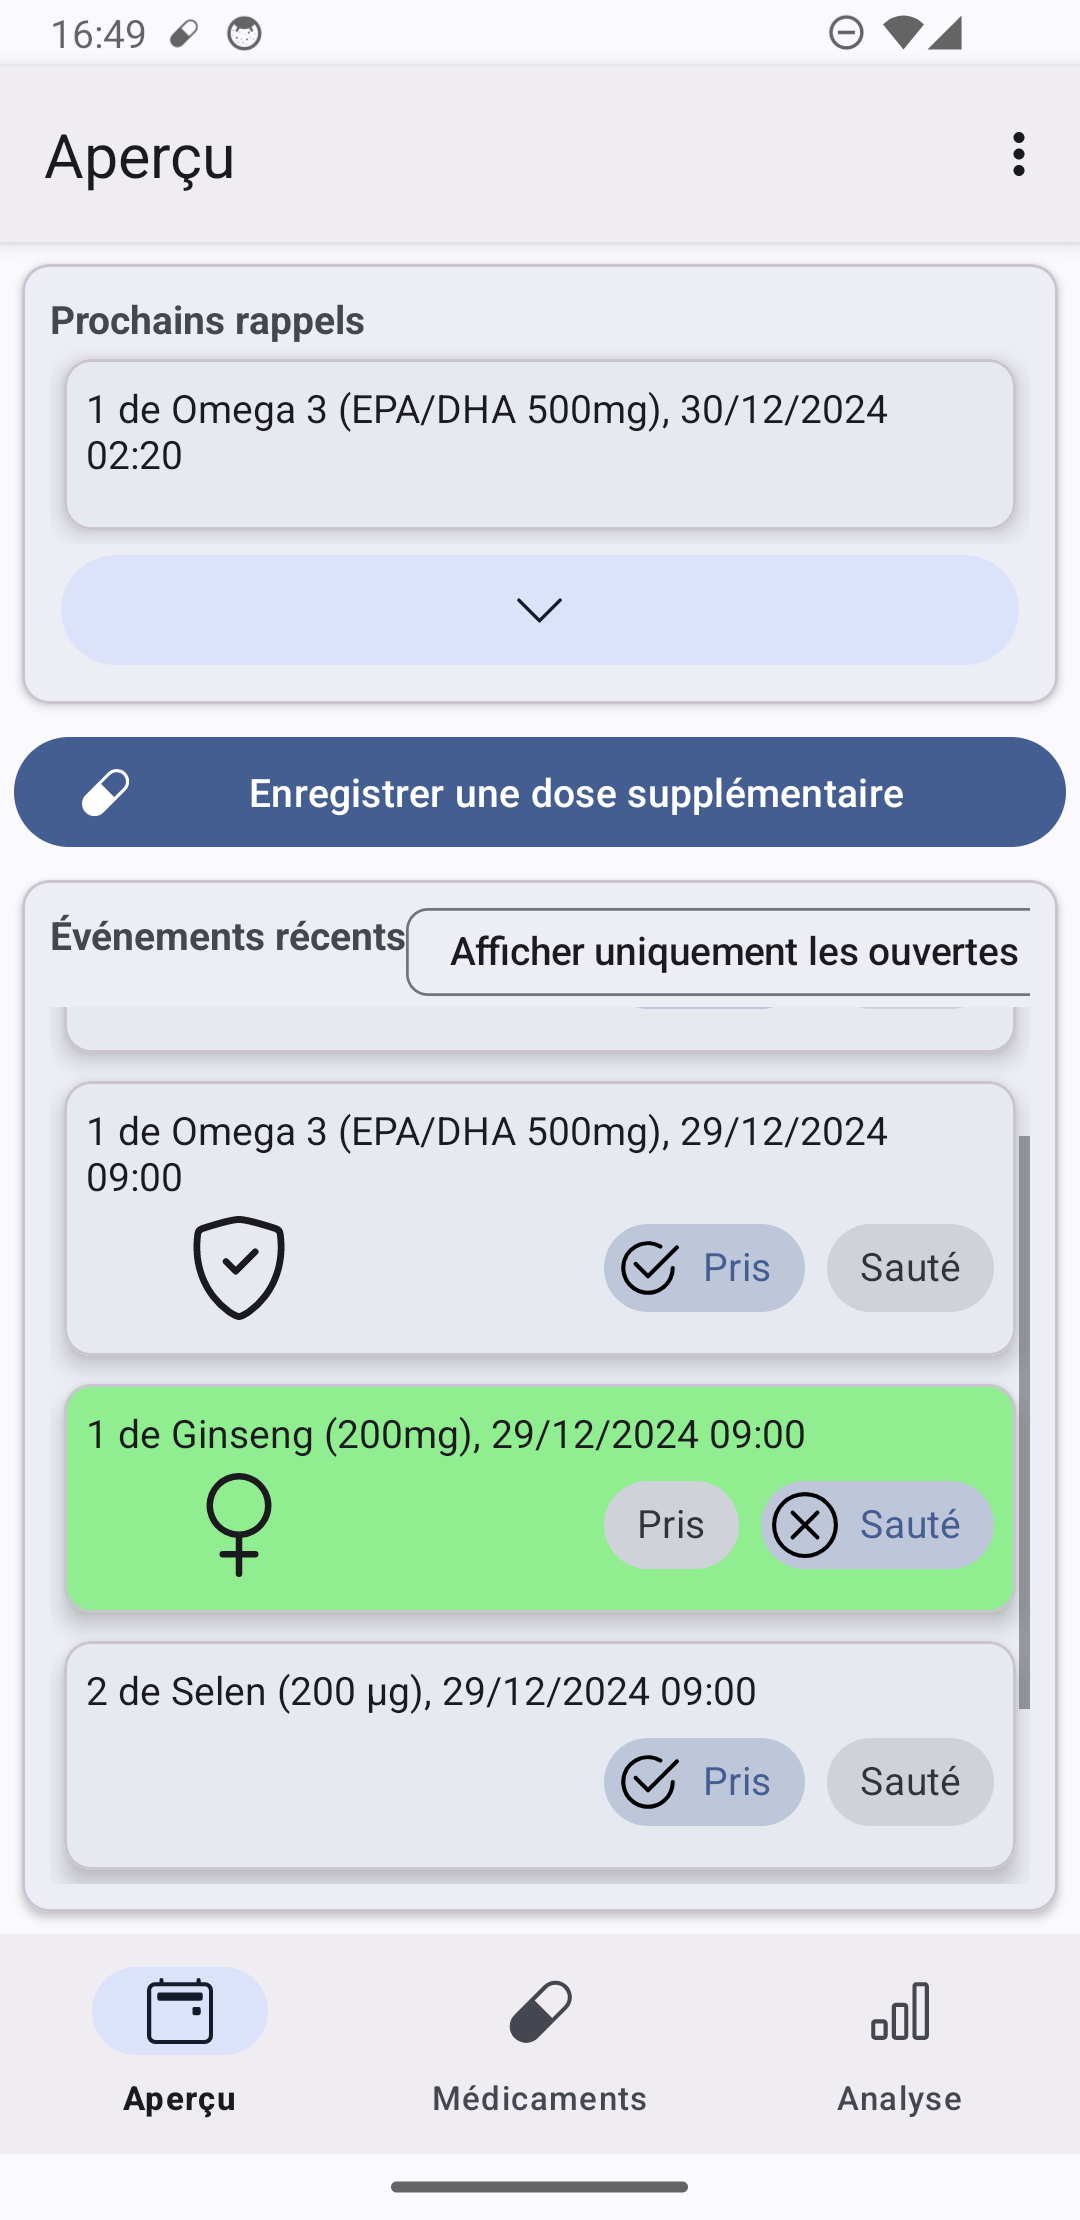 16:49
Aperçu
Prochains rappels
1 de Omega 3 (EPA/DHA 500mg), 30/12/2024
02:20
Enregistrer une dose supplémentaire
Événements récents
Afficher uniquement les ouvertes
1 de Omega 3 (EPA/DHA 500mg), 29/12/2024
09:00
Pris
Sauté
1 de Ginseng (200mg), 29/12/2024 09:00
Pris
Sauté
2 de Selen (200 µg), 29/12/2024 09:00
Pris
Sauté
Aperçu
Médicaments
Analyse